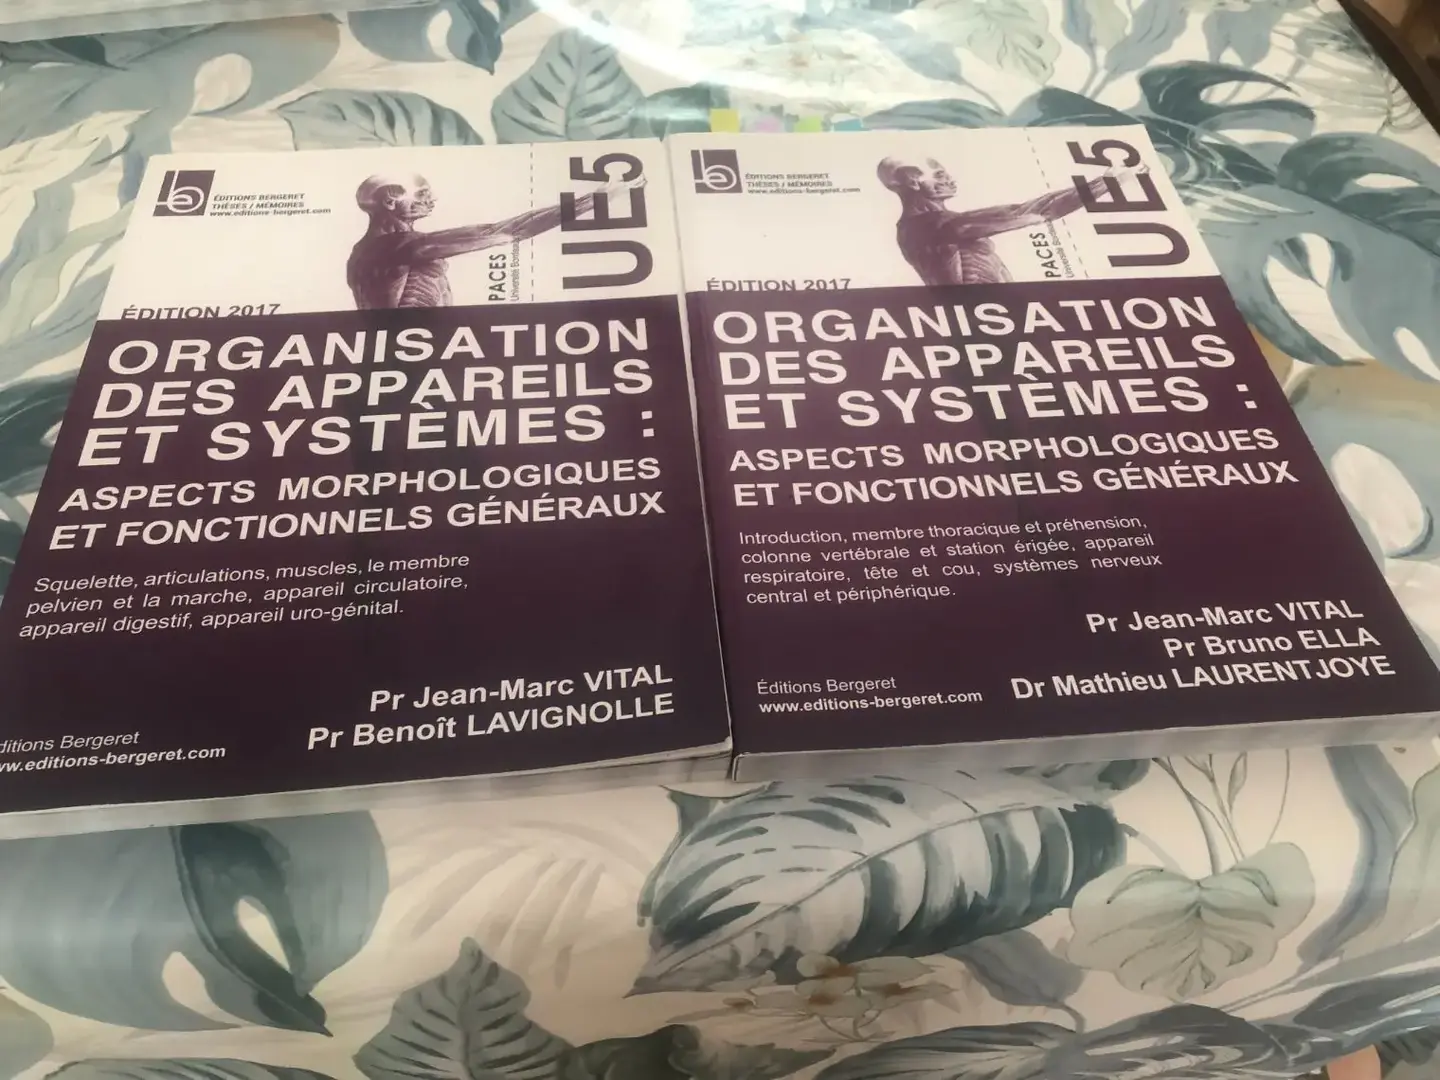 ÉDITIONS BERGERET
THÈSES / MÉMOIRES
www.editions-bergeret.com
PACES
UE5
ÉDITION 2017
ORGANISATION
DES APPAREILS
ET SYSTÈMES :
ASPECTS MORPHOLOGIQUES
ET FONCTIONNELS GÉNÉRAUX
Squelette, articulations, muscles, le membre
pelvien et la marche, appareil circulatoire,
appareil digestif, appareil uro-génital.
Pr Jean-Marc VITAL
Pr Benoît LAVIGNOLLE
ditions Bergeret
ww.editions-bergeret.com
ÉDITIONS BERGERET
THÈSES / MÉMOIRES
www.editions-bergeret.com
PACES
UE5
ÉDITION 2017
ORGANISATION
DES APPAREILS
ET SYSTÈMES :
ASPECTS MORPHOLOGIQUES
ET FONCTIONNELS GÉNÉRAUX
Introduction, membre thoracique et préhension,
colonne vertébrale et station érigée, appareil
respiratoire, tête et cou, systèmes nerveux
central et périphérique.
Pr Jean-Marc VITAL
Pr Bruno ELLA
Dr Mathieu LAURENTJOYE
Éditions Bergeret
www.editions-bergeret.com